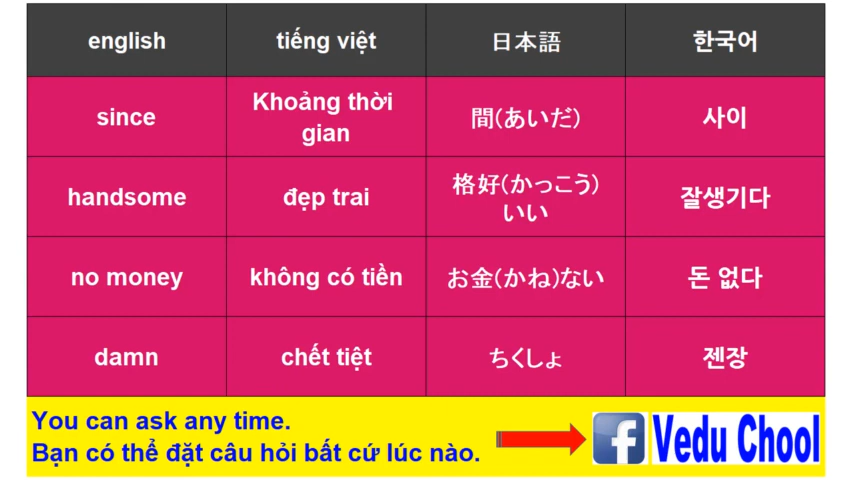 english tiếng việt 日本語 한국어
since Khoảng thời gian 間(あいだ) 사이
handsome đẹp trai 格好(かっこう)いい 잘생기다
no money không có tiền お金(かね)ない 돈 없다
damn chết tiệt ちくしょ 젠장
You can ask any time.
Bạn có thể đặt câu hỏi bất cứ lúc nào.
f Vedu Chool